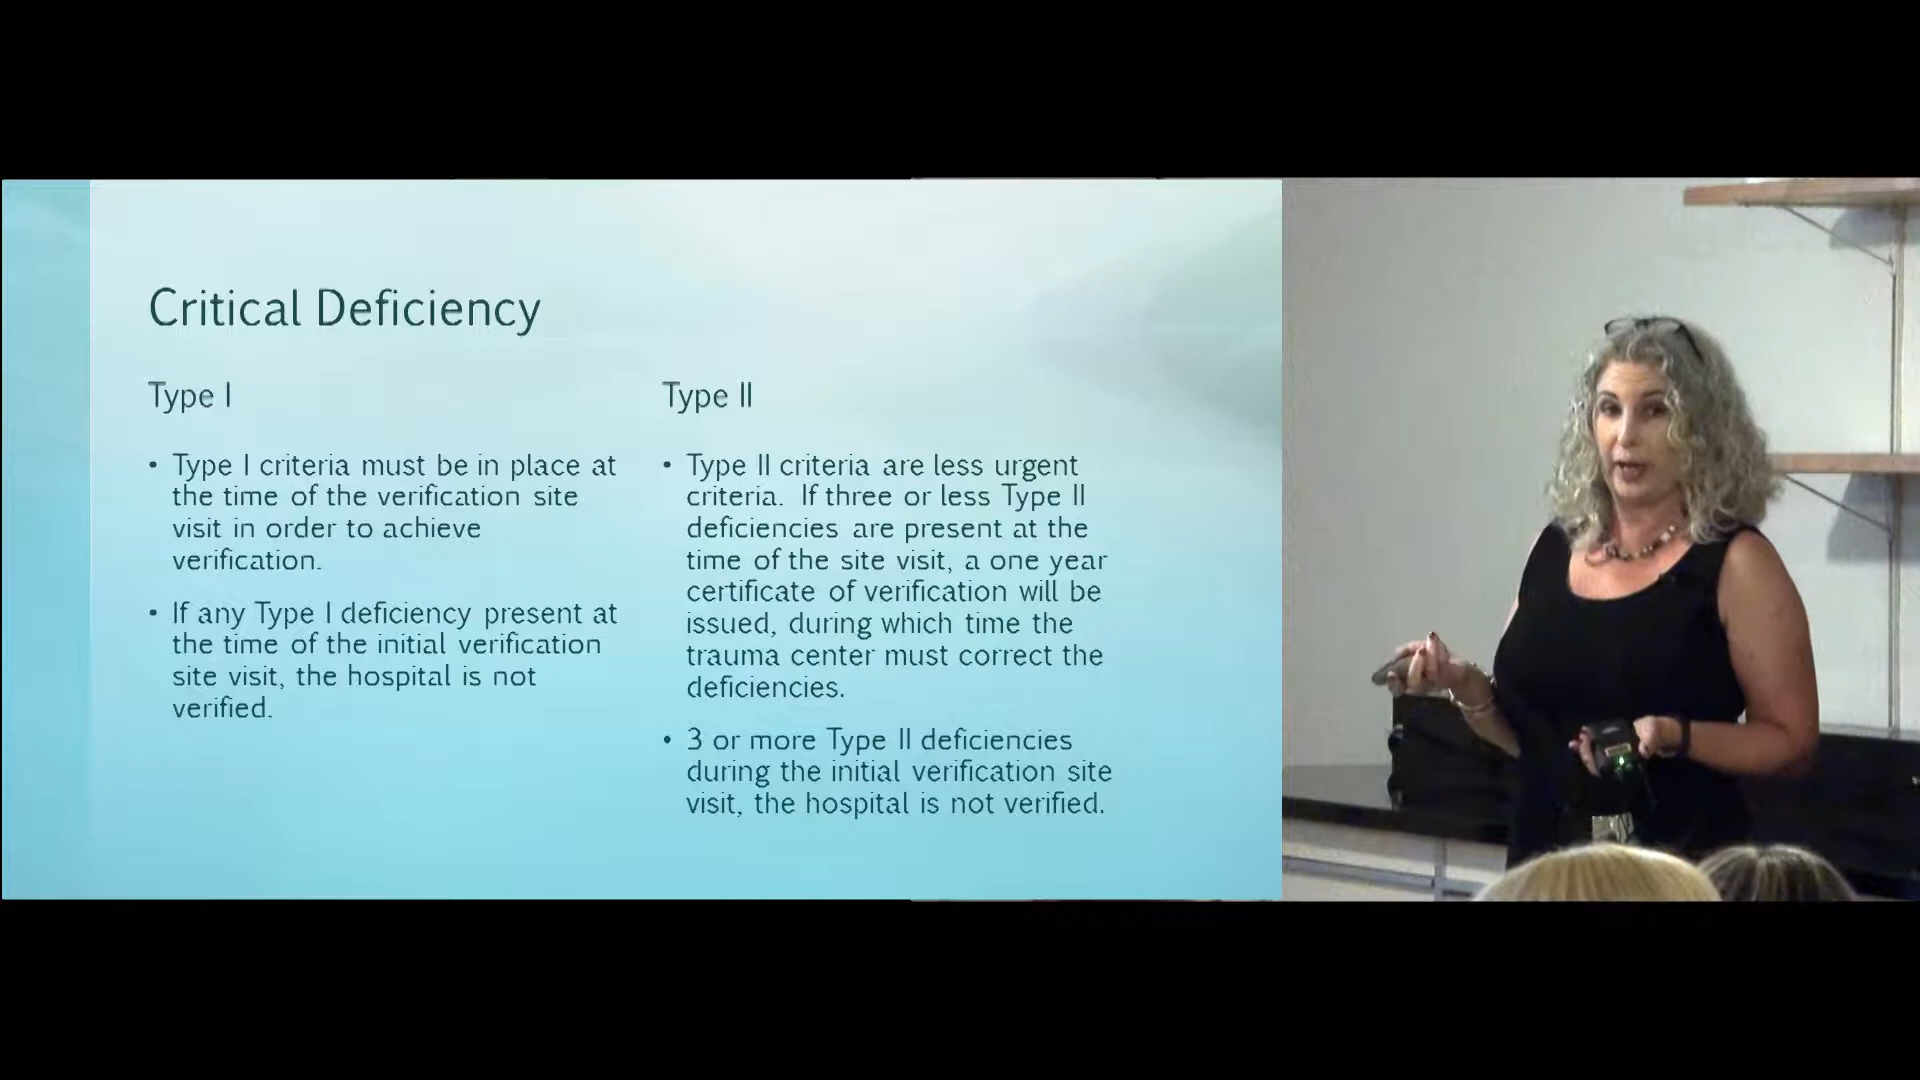 Critical Deficiency
Type I
• Type I criteria must be in place at
the time of the verification site
visit in order to achieve
verification.
• If any Type I deficiency present at
the time of the initial verification
site visit, the hospital is not
verified.
Type II
• Type II criteria are less urgent
criteria. If three or less Type II
deficiencies are present at the
time of the site visit, a one year
certificate of verification will be
issued, during which time the
trauma center must correct the
deficiencies.
• 3 or more Type II deficiencies
during the initial verification site
visit, the hospital is not verified.